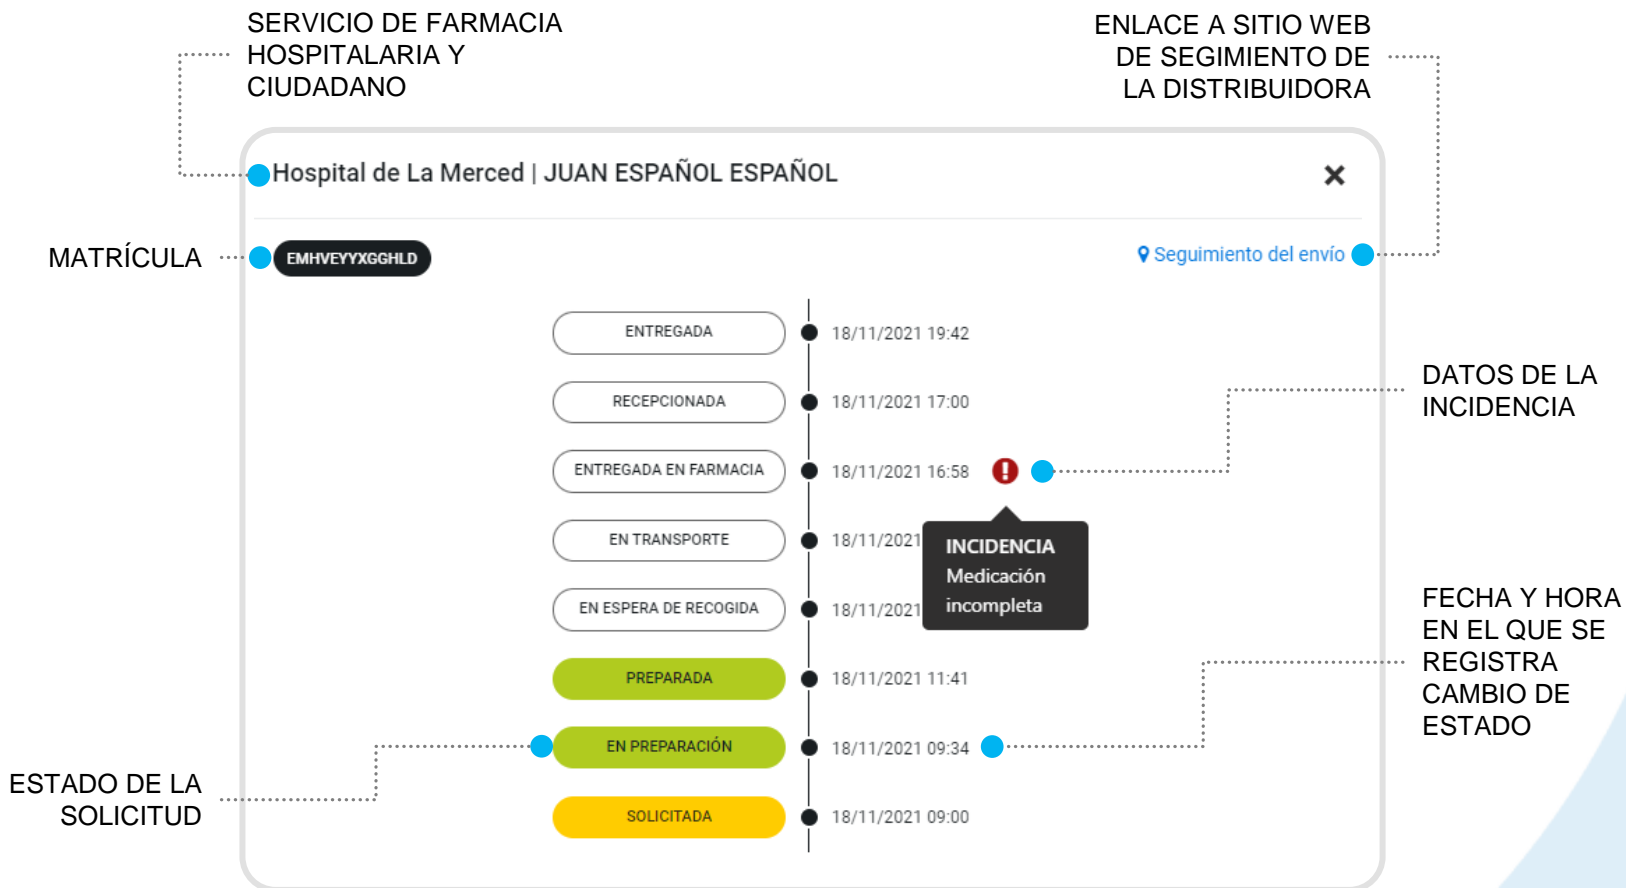 SERVICIO DE FARMACIA
HOSPITALARIA Y
CIUDADANO
ENLACE A SITIO WEB
DE SEGIMIENTO DE
LA DISTRIBUIDORA
Hospital de La Merced | JUAN ESPAÑOL ESPAÑOL
MATRÍCULA
EMHVEYYXGGHLD
Seguimiento del envío
ENTREGADA 18/11/2021 19:42
RECEPCIONADA 18/11/2021 17:00
DATOS DE LA
INCIDENCIA
ENTREGADA EN FARMACIA 18/11/2021 16:58
EN TRANSPORTE 18/11/2021
INCIDENCIA
Medicación
incompleta
EN ESPERA DE RECOGIDA 18/11/2021
FECHA Y HORA
EN EL QUE SE
REGISTRA
CAMBIO DE
ESTADO
PREPARADA 18/11/2021 11:41
EN PREPARACIÓN 18/11/2021 09:34
ESTADO DE LA
SOLICITUD
SOLICITADA 18/11/2021 09:00